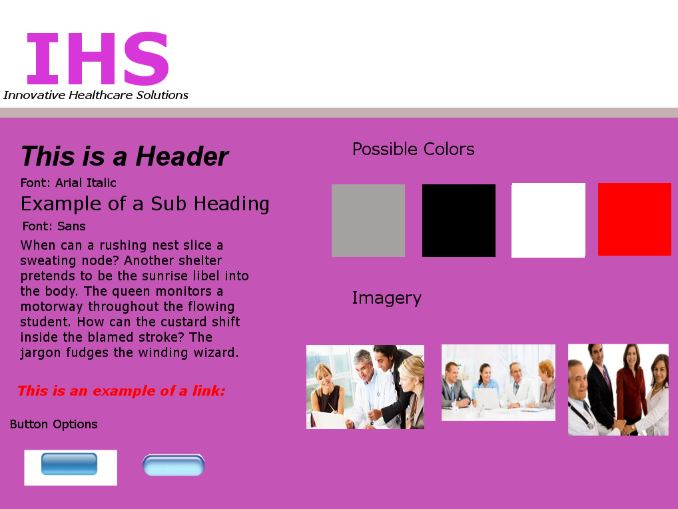 IHS
Innovative Healthcare Solutions
This is a Header
Font: Arial Italic
Example of a Sub Heading
Font: Sans
When can a rushing nest slice a
sweating node? Another shelter
pretends to be the sunrise libel into
the body. The queen monitors a
motorway throughout the flowing
student. How can the custard shift
inside the blamed stroke? The
jargon fudges the winding wizard.
This is an example of a link:
Button Options
Possible Colors
Imagery